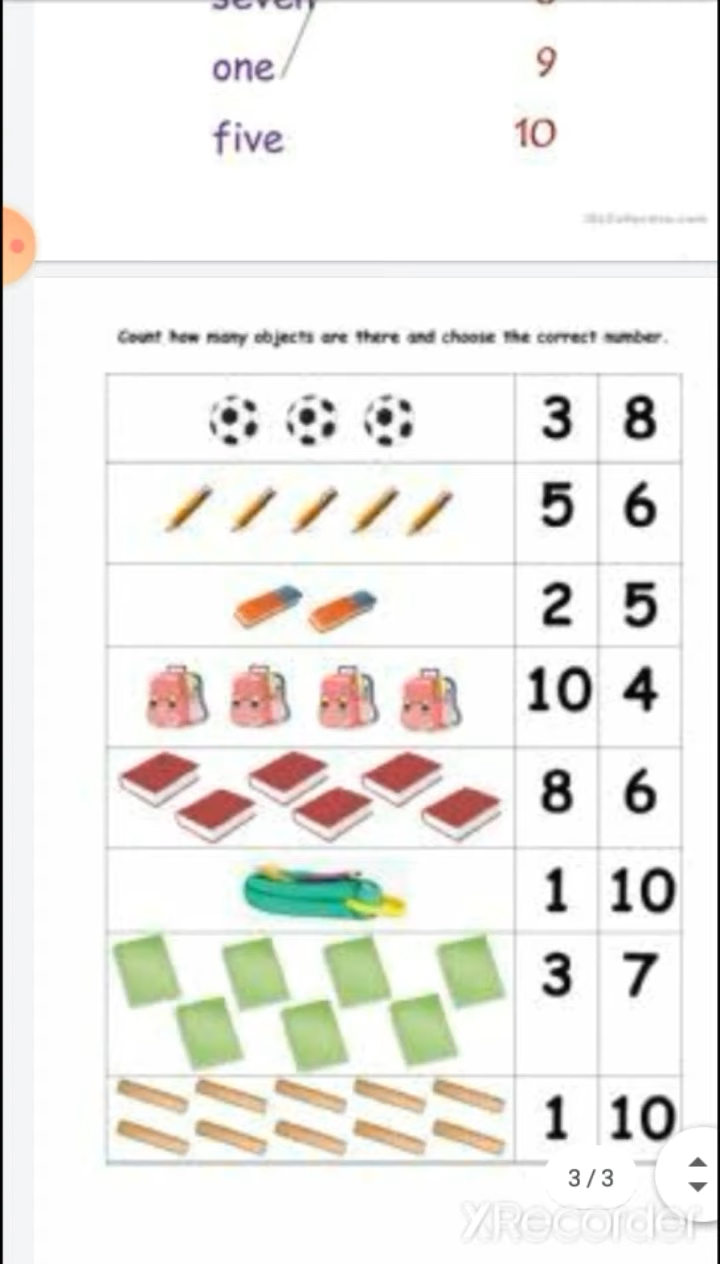 seven
one 9
five 10
Count how many objects are there and choose the correct number.
3 8
5 6
2 5
10 4
8 6
1 10
3 7
1 10
3 / 3
XRecorder